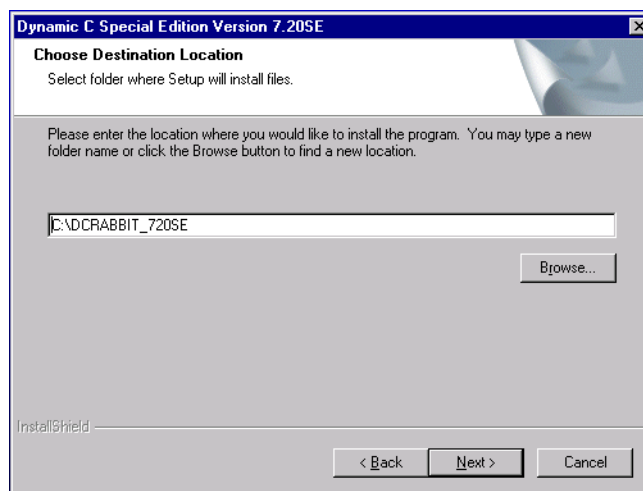 Dynamic C Special Edition Version 7.20SE
Choose Destination Location
Select folder where Setup will install files.
Please enter the location where you would like to install the program. You may type a new
folder name or click the Browse button to find a new location.
C:\DCRABBIT_720SE
Browse...
InstallShield
< Back
Next >
Cancel